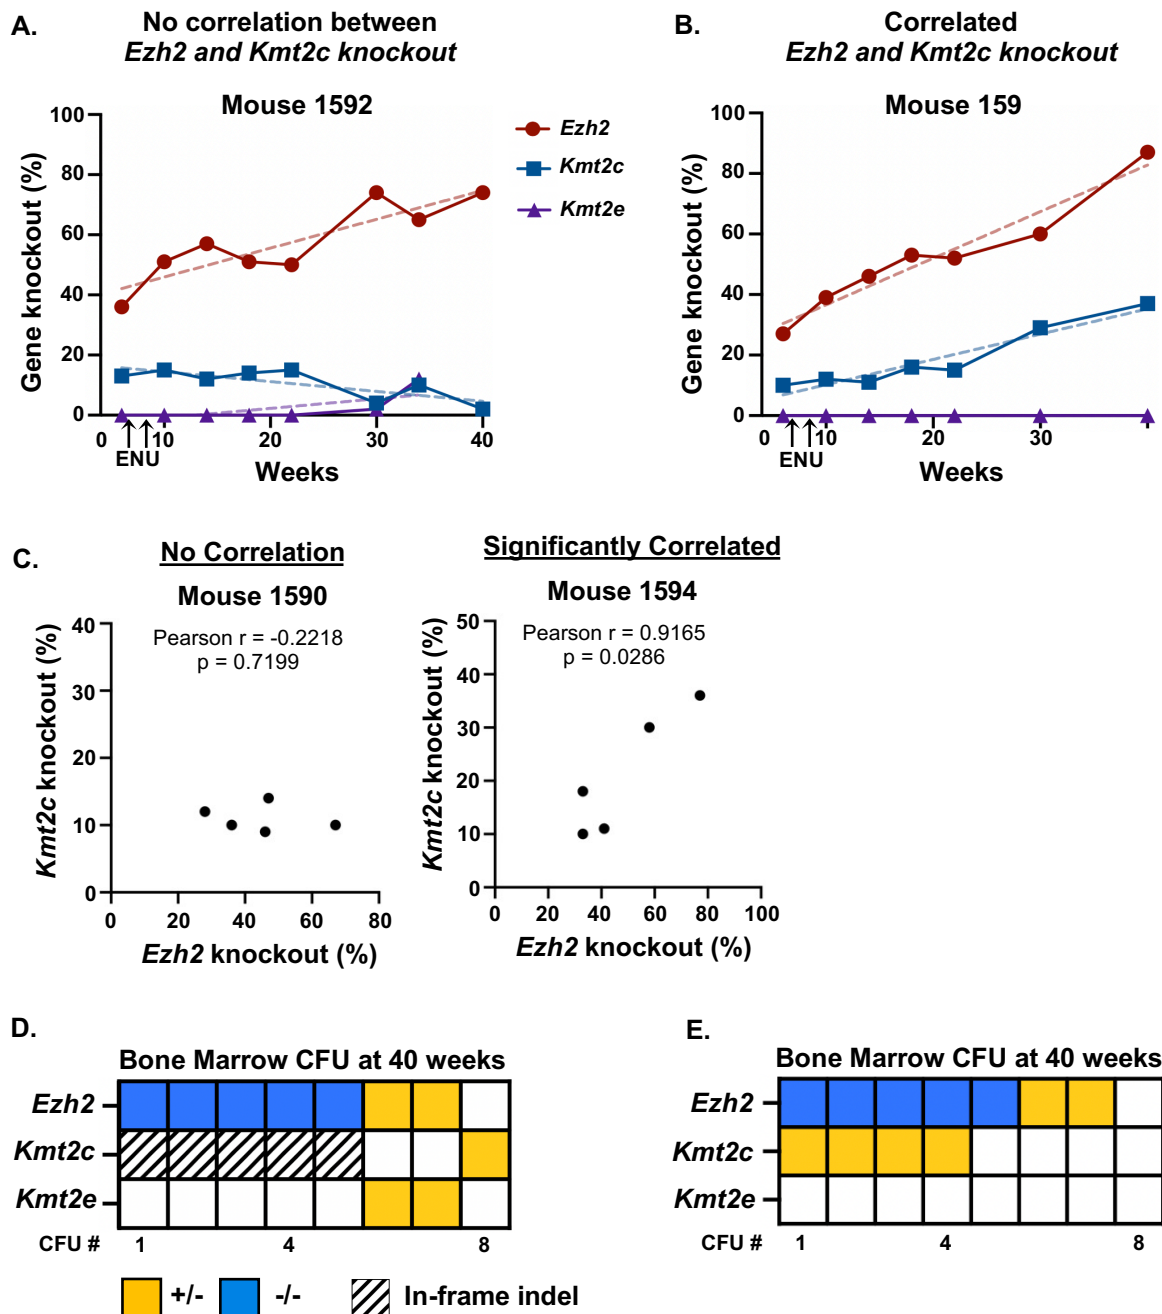 A.
No correlation between
Ezh2 and Kmt2c knockout
Mouse 1592
Gene knockout (%)
100
80
60
40
20
0
0 10 20 30 40
ENU
Weeks
Ezh2
Kmt2c
Kmt2e
B.
Correlated
Ezh2 and Kmt2c knockout
Mouse 159
Gene knockout (%)
100
80
60
40
20
0
0 10 20 30
ENU
Weeks
C.
No Correlation
Mouse 1590
Pearson r = -0.2218
p = 0.7199
Kmt2c knockout (%)
40
30
20
10
0
0 20 40 60 80
Ezh2 knockout (%)
Significantly Correlated
Mouse 1594
Pearson r = 0.9165
p = 0.0286
Kmt2c knockout (%)
50
40
30
20
10
0
0 20 40 60 80 100
Ezh2 knockout (%)
D.
Bone Marrow CFU at 40 weeks
Ezh2
Kmt2c
Kmt2e
CFU # 1 4 8
+/- -/- In-frame indel
E.
Bone Marrow CFU at 40 weeks
Ezh2
Kmt2c
Kmt2e
CFU # 1 4 8